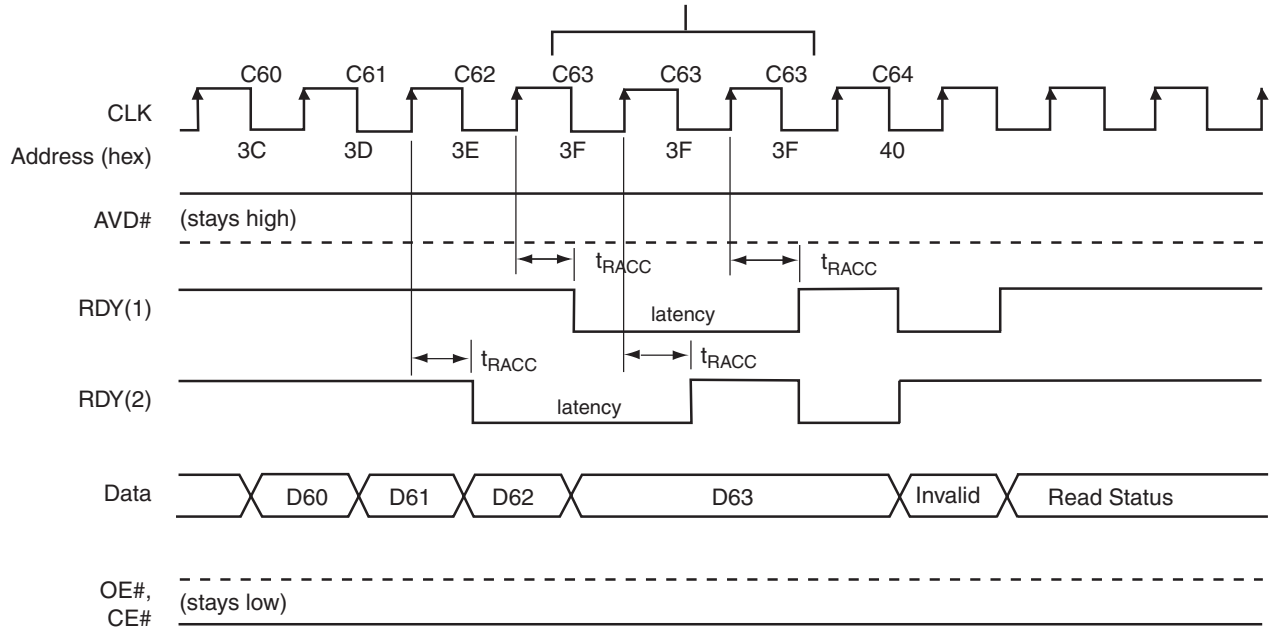 C60 C61 C62 C63 C63 C63 C64
CLK
Address (hex) 3C 3D 3E 3F 3F 3F 40
AVD# (stays high)
tRACC tRACC
RDY(1) latency
tRACC tRACC
RDY(2) latency
Data D60 D61 D62 D63 Invalid Read Status
OE#,
CE# (stays low)